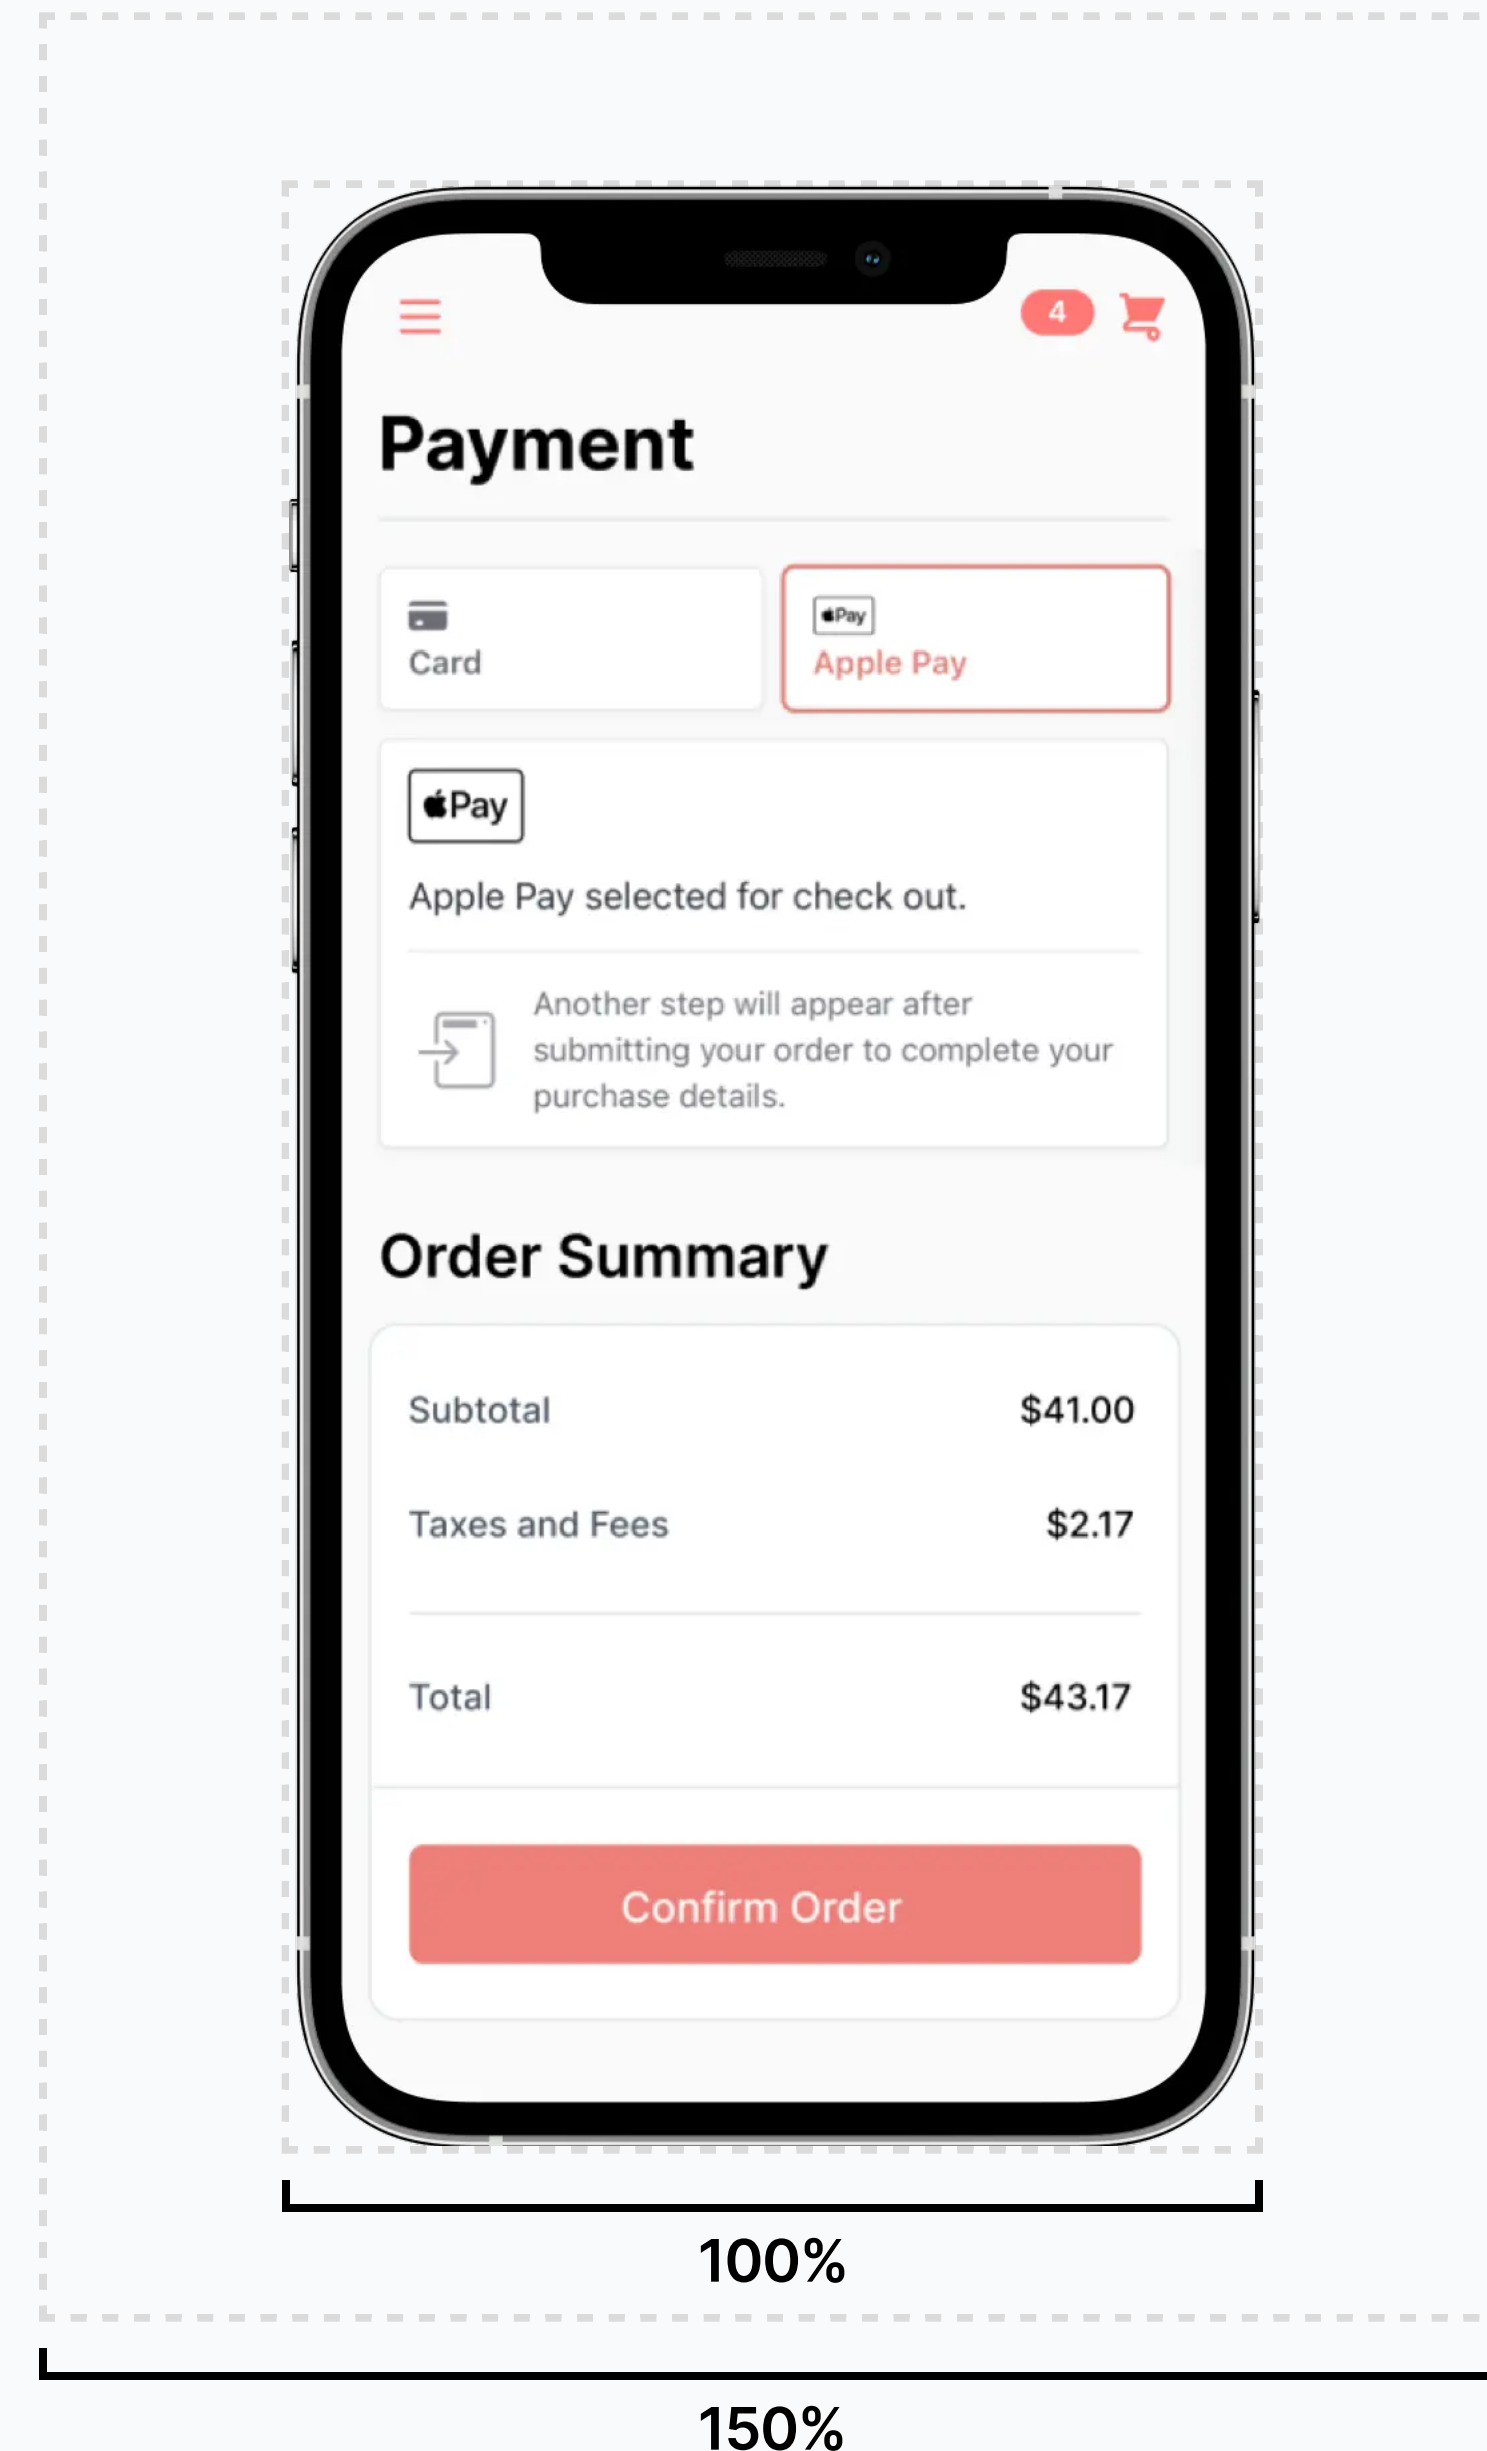 4
Payment
Pay
Card
Apple Pay
Pay
Apple Pay selected for check out.
Another step will appear after
submitting your order to complete your
purchase details.
Order Summary
Subtotal $41.00
Taxes and Fees $2.17
Total $43.17
Confirm Order
100%
150%